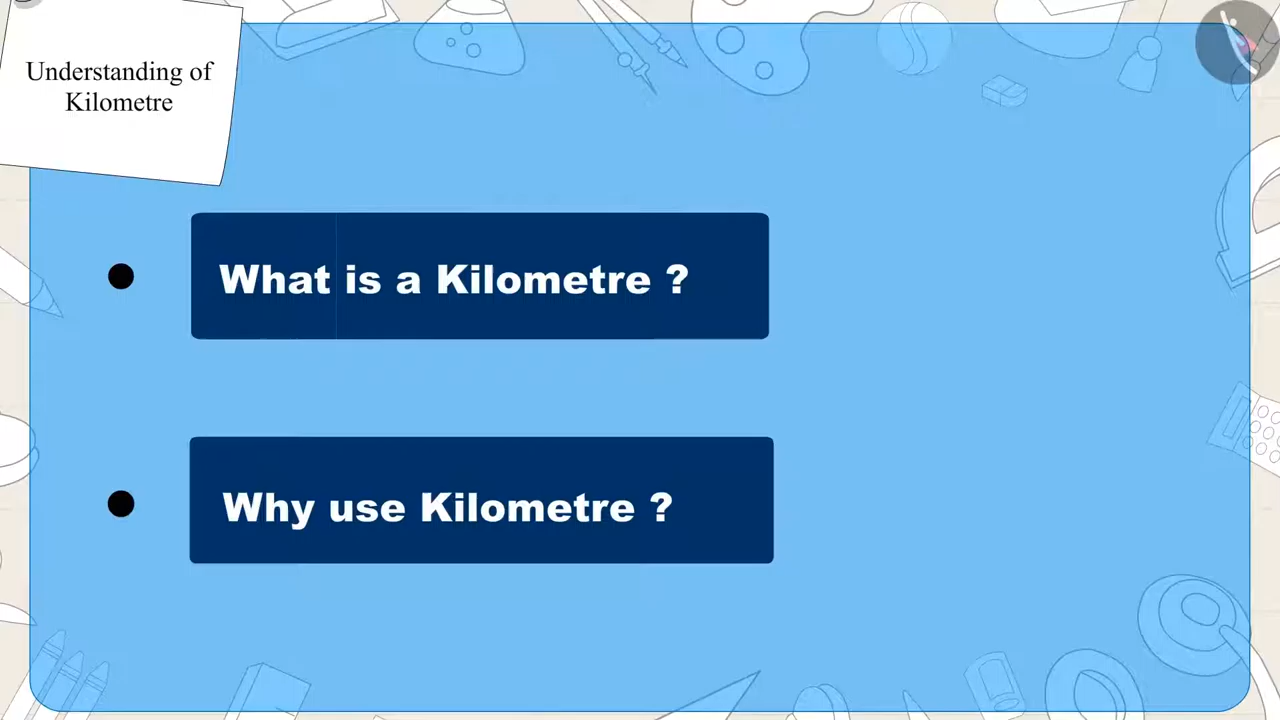 Understanding of
Kilometre
What is a Kilometre ?
Why use Kilometre ?